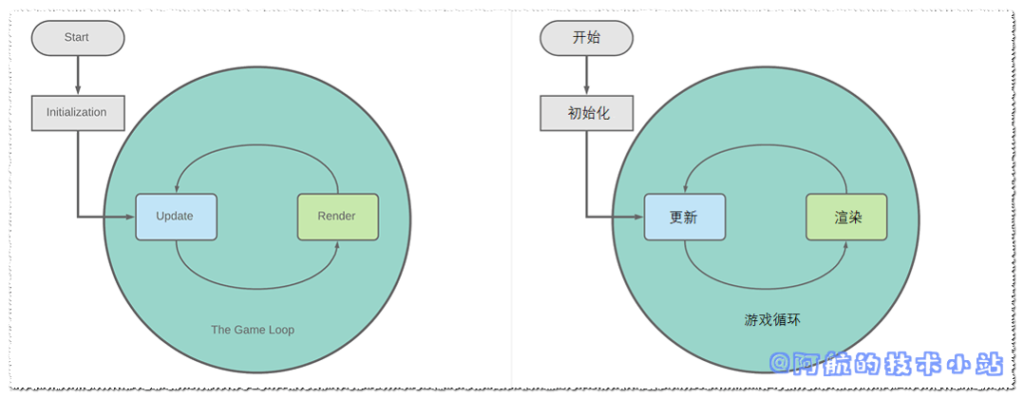 Start
Initialization
Update
Render
The Game Loop
开始
初始化
更新
渲染
游戏循环
@阿航的技术小站